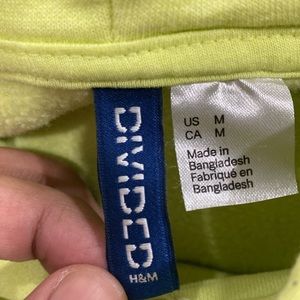 DIVIDED
H&M
US M
CA M
Made in
Bangladesh
Fabriqué en
Bangladesh